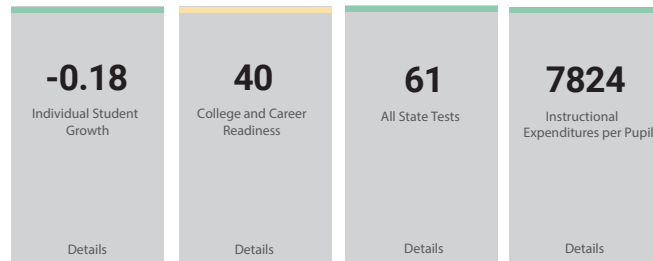 -0.18
Individual Student
Growth
Details
40
College and Career
Readiness
Details
61
All State Tests
Details
7824
Instructional
Expenditures per Pupil
Details